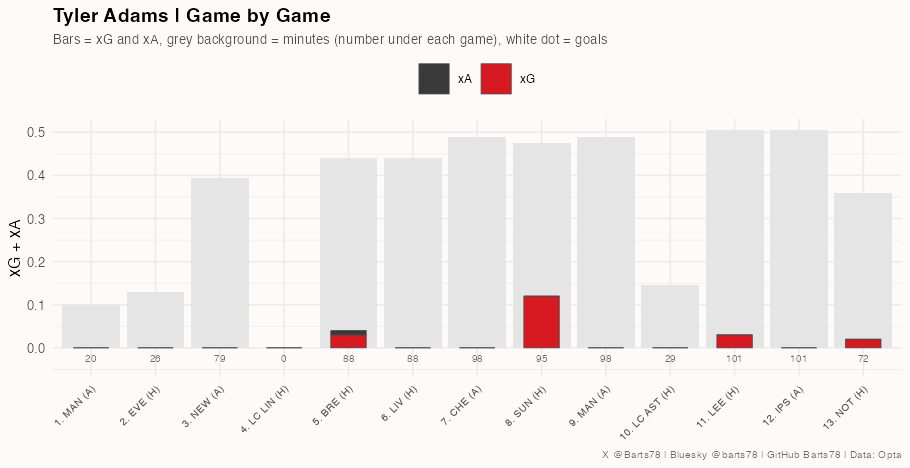 Tyler Adams | Game by Game
Bars = xG and xA, grey background = minutes (number under each game), white dot = goals
xA xG
xG + xA
0.5
0.4
0.3
0.2
0.1
0.0
20 26 79 0 88 88 98 95 98 29 101 101 72
1. MAN (A)
2. EVE (H)
3. NEW (A)
4. LC LIN (H)
5. BRE (H)
6. LIV (H)
7. CHE (A)
8. SUN (H)
9. MAN (A)
10. LC AST (H)
11. LEE (H)
12. IPS (A)
13. NOT (H)
X @Barts78 | Bluesky @barts78 | GitHub Barts78 | Data: Opta